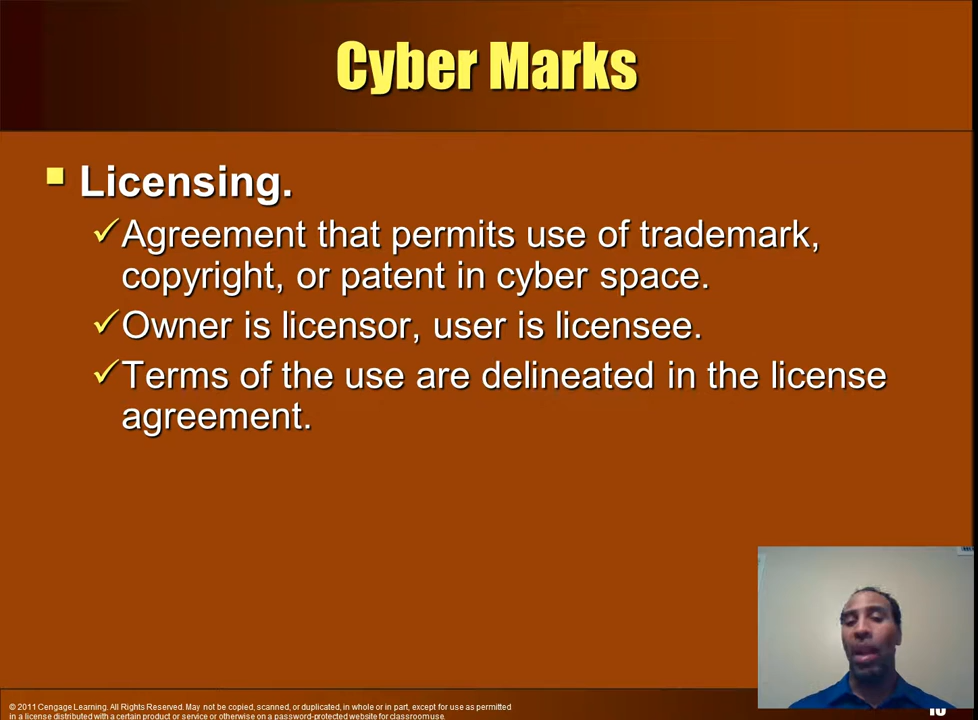 Cyber Marks
Licensing.
Agreement that permits use of trademark,
copyright, or patent in cyber space.
Owner is licensor, user is licensee.
Terms of the use are delineated in the license
agreement.
© 2011 Cengage Learning. All Rights Reserved. May not be copied, scanned, or duplicated, in whole or in part, except for use as permitted
in a license distributed with a certain product or service or otherwise on a password-protected website for classroom use.